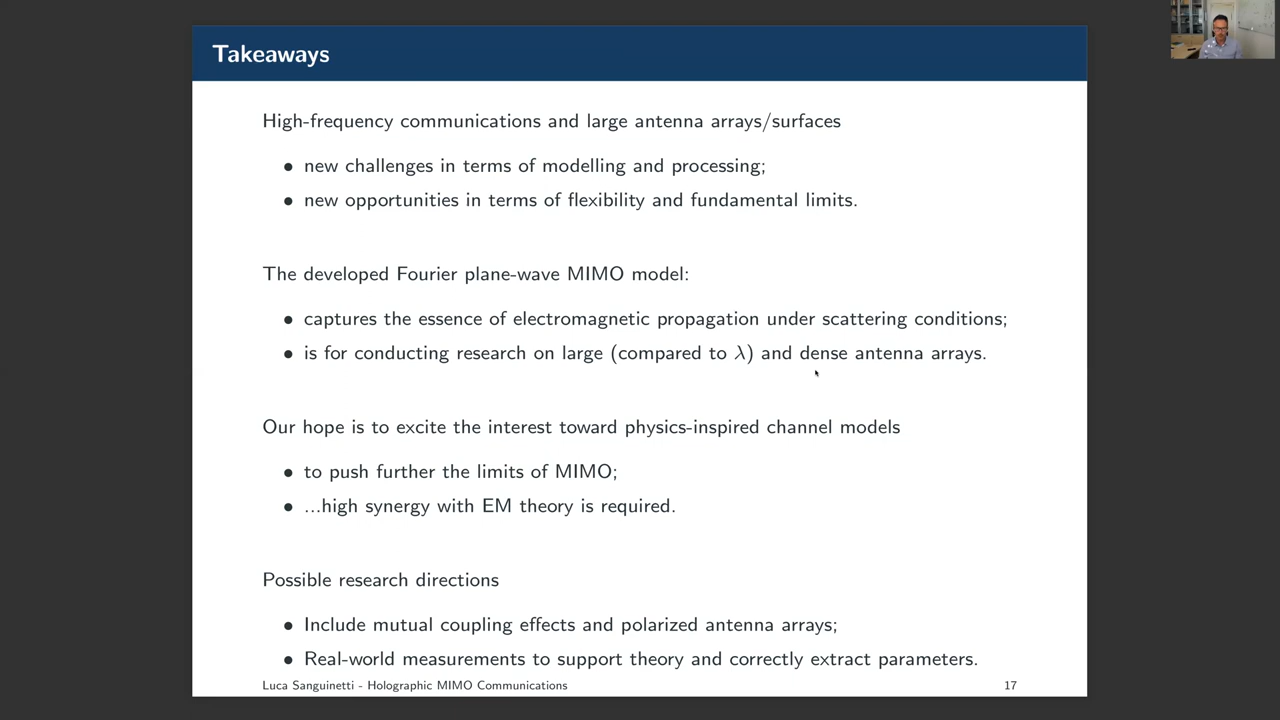 Takeaways
High-frequency communications and large antenna arrays/surfaces
• new challenges in terms of modelling and processing;
• new opportunities in terms of flexibility and fundamental limits.
The developed Fourier plane-wave MIMO model:
• captures the essence of electromagnetic propagation under scattering conditions;
• is for conducting research on large (compared to λ) and dense antenna arrays.
Our hope is to excite the interest toward physics-inspired channel models
• to push further the limits of MIMO;
• ...high synergy with EM theory is required.
Possible research directions
• Include mutual coupling effects and polarized antenna arrays;
• Real-world measurements to support theory and correctly extract parameters.
Luca Sanguinetti - Holographic MIMO Communications 17